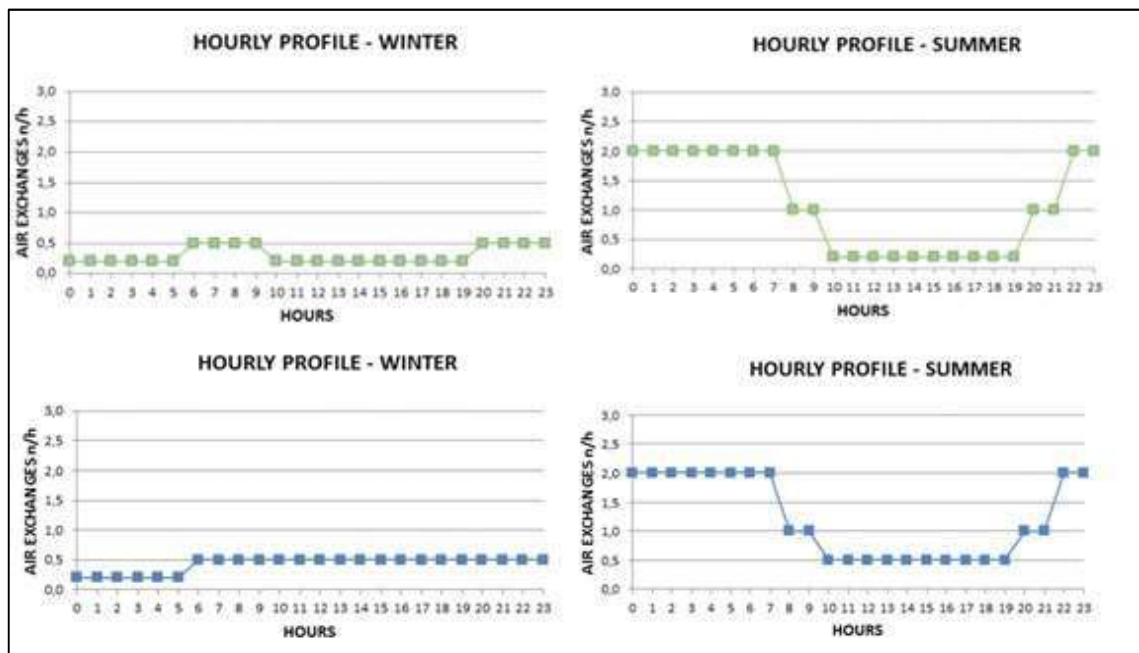 HOURLY PROFILE - WINTER
AIR EXCHANGES n/h
3,0
2,5
2,0
1,5
1,0
0,5
0,0
0 1 2 3 4 5 6 7 8 9 10 11 12 13 14 15 16 17 18 19 20 21 22 23
HOURS
HOURLY PROFILE - SUMMER
AIR EXCHANGES n/h
3,0
2,5
2,0
1,5
1,0
0,5
0,0
0 1 2 3 4 5 6 7 8 9 10 11 12 13 14 15 16 17 18 19 20 21 22 23
HOURS
HOURLY PROFILE - WINTER
AIR EXCHANGES n/h
3,0
2,5
2,0
1,5
1,0
0,5
0,0
0 1 2 3 4 5 6 7 8 9 10 11 12 13 14 15 16 17 18 19 20 21 22 23
HOURS
HOURLY PROFILE - SUMMER
AIR EXCHANGES n/h
3,0
2,5
2,0
1,5
1,0
0,5
0,0
0 1 2 3 4 5 6 7 8 9 10 11 12 13 14 15 16 17 18 19 20 21 22 23
HOURS